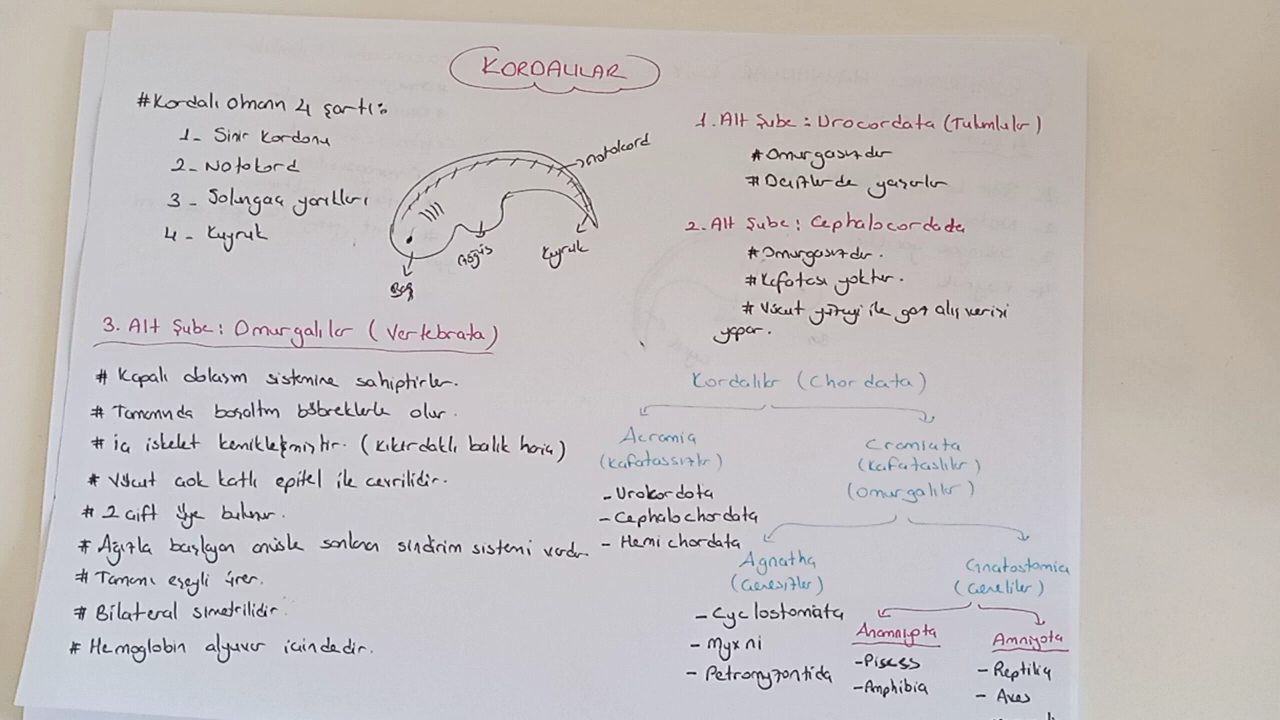 KORDALILAR
#Kordalı olmanın 4 şartı:
1- Sinir kordonu
2- Notokord
3- Solungaç yarıkları
4- Kuyruk
notokord
Baş
Kuyruk
1. Alt Şube: Urocordata (Tulumlular)
#Omurgasızdır
#Denizlerde yaşarlar
2. Alt Şube: Cephalocordada
#Omurgasızdır.
#Kafatası yoktur.
#Vücut yüzeyi ile gaz alış verişi
yapar.
3. Alt Şube: Omurgalılar (Vertebrata)
# Kapalı dolaşım sistemine sahiptirler.
# Tamamında boşaltım böbreklerle olur.
# iç iskelet kemikleşmiştir. (kıkırdaklı balık hariç)
# Vücut çok katlı epitel ile çevrilidir.
# 2 çift üye bulunur.
# Ağızla başlayan anüsle sonlanan sindirim sistemi vardır
# Tamamı eşeyli ürer.
# Bilateral simetrilidir.
# Hemoglobin alyuvar içindedir.
Kordalılar (Chordata)
Acrania
(Kafatassızlar)
- Urokordata
- Cephalochordata
- Hemichordata
Craniata
(Kafataslılar)
(Omurgalılar)
Agnatha
(Çenesizler)
- Cyclostomata
- Myxni
- Petromyzontida
Gnatostomia
(Çeneliler)
Anamniyota
-Pisess
-Amphibia
Amniyota
- Reptilia
- Aves